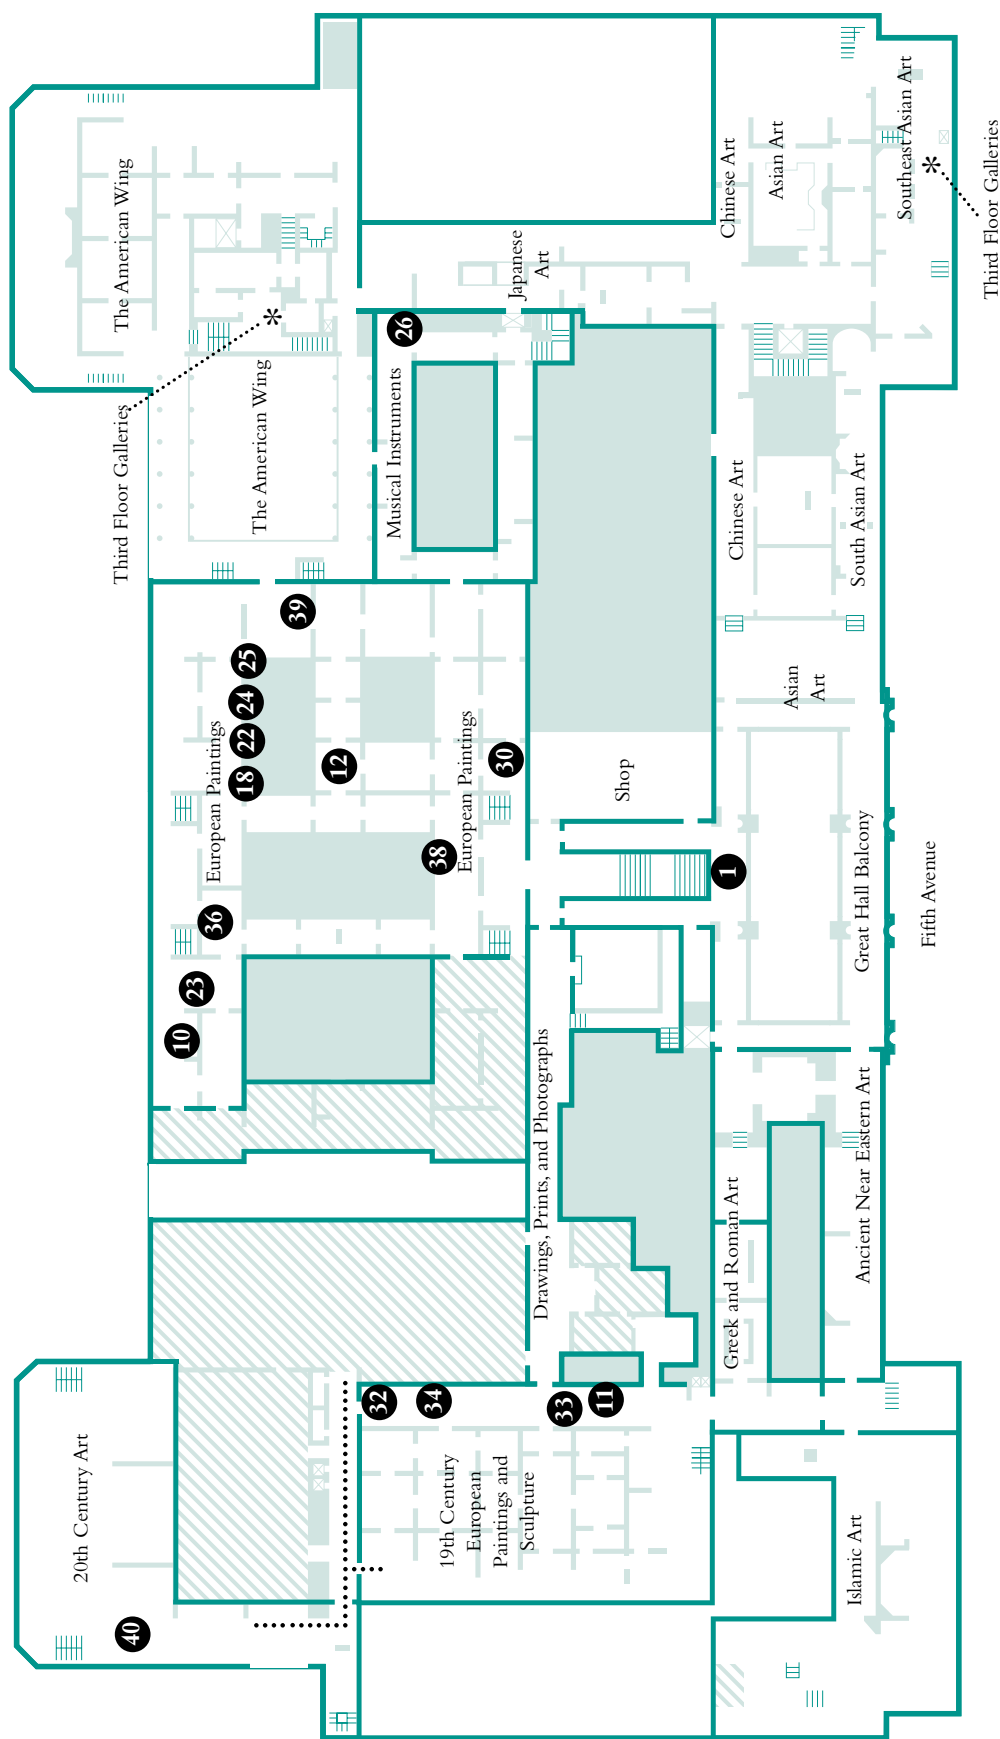 20th Century Art
Third Floor Galleries
The American Wing
40
10
23
36
European Paintings
18
22
24
25
*
The American Wing
39
12
32
34
Musical Instruments
26
38
European Paintings
30
19th Century
European
Paintings and
Sculpture
Japanese
Art
Drawings, Prints, and Photographs
33
11
Shop
1
Greek and Roman Art
Chinese Art
Chinese Art
Asian Art
Asian
Art
Islamic Art
Ancient Near Eastern Art
Great Hall Balcony
South Asian Art
Southeast Asian Art
*
Fifth Avenue
Third Floor Galleries